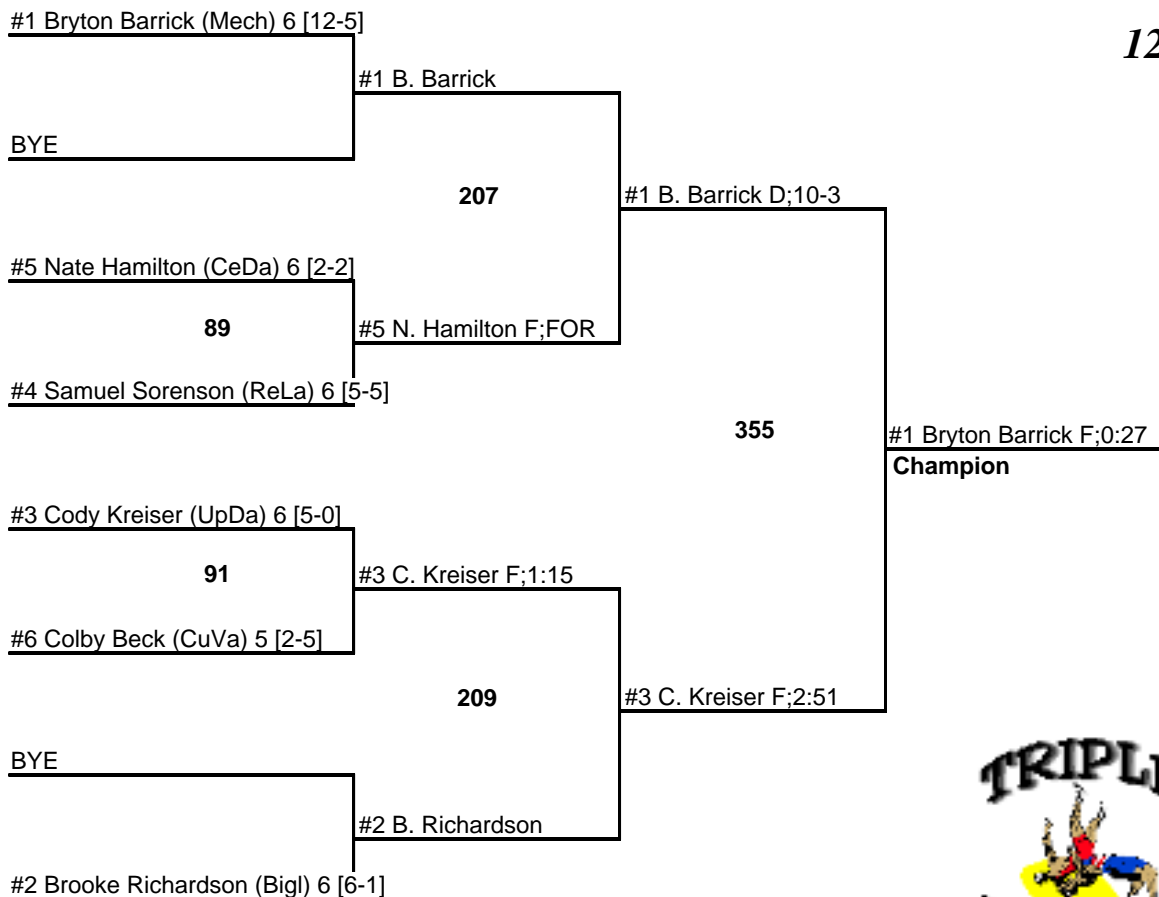 #1 Bryton Barrick (Mech) 6 [12-5]
12
#1 B. Barrick
BYE
207
#1 B. Barrick D;10-3
#5 Nate Hamilton (CeDa) 6 [2-2]
89
#5 N. Hamilton F;FOR
#4 Samuel Sorenson (ReLa) 6 [5-5]
355
#1 Bryton Barrick F;0:27
Champion
#3 Cody Kreiser (UpDa) 6 [5-0]
91
#3 C. Kreiser F;1:15
#6 Colby Beck (CuVa) 5 [2-5]
209
#3 C. Kreiser F;2:51
BYE
#2 B. Richardson
#2 Brooke Richardson (Bigl) 6 [6-1]